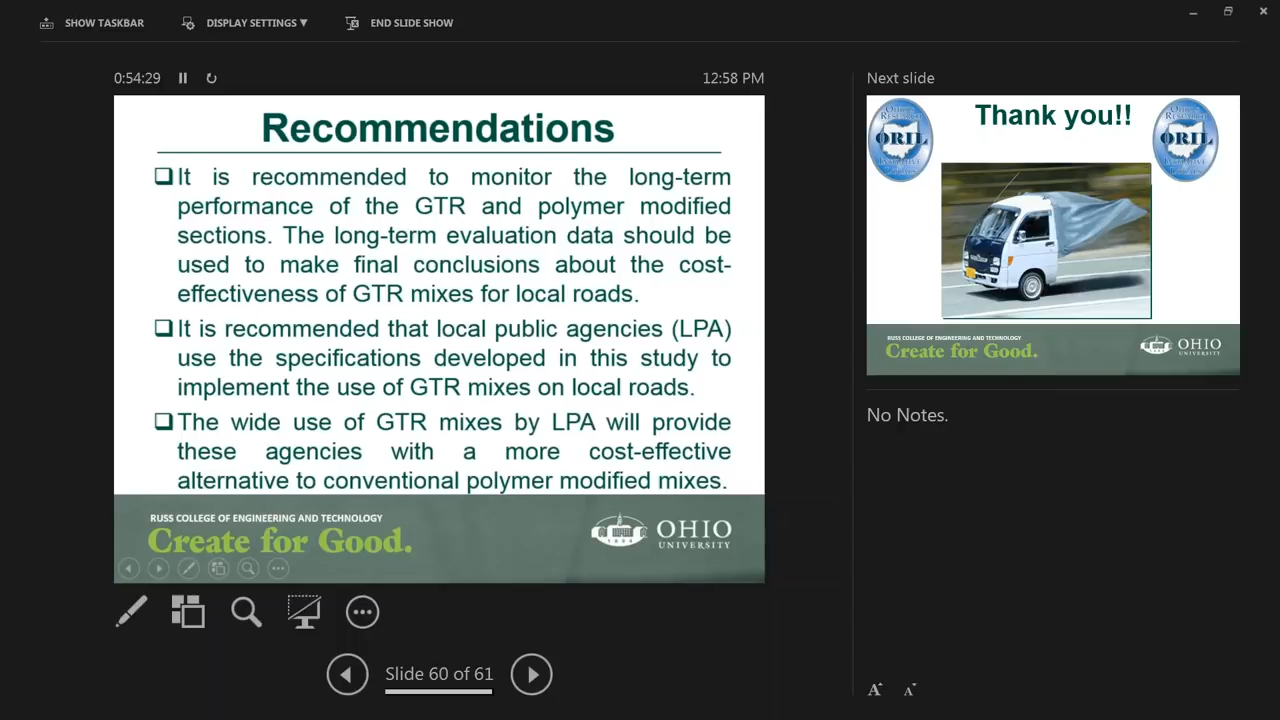 SHOW TASKBAR
DISPLAY SETTINGS ▼
END SLIDE SHOW
0:54:29
12:58 PM
Recommendations
It is recommended to monitor the long-term
performance of the GTR and polymer modified
sections. The long-term evaluation data should be
used to make final conclusions about the cost-
effectiveness of GTR mixes for local roads.
It is recommended that local public agencies (LPA)
use the specifications developed in this study to
implement the use of GTR mixes on local roads.
The wide use of GTR mixes by LPA will provide
these agencies with a more cost-effective
alternative to conventional polymer modified mixes.
RUSS COLLEGE OF ENGINEERING AND TECHNOLOGY
Create for Good.
1804
OHIO
UNIVERSITY
Slide 60 of 61
Next slide
Thank you!!
ORIL
ORIL
RUSS COLLEGE OF ENGINEERING AND TECHNOLOGY
Create for Good.
OHIO
UNIVERSITY
No Notes.
A A